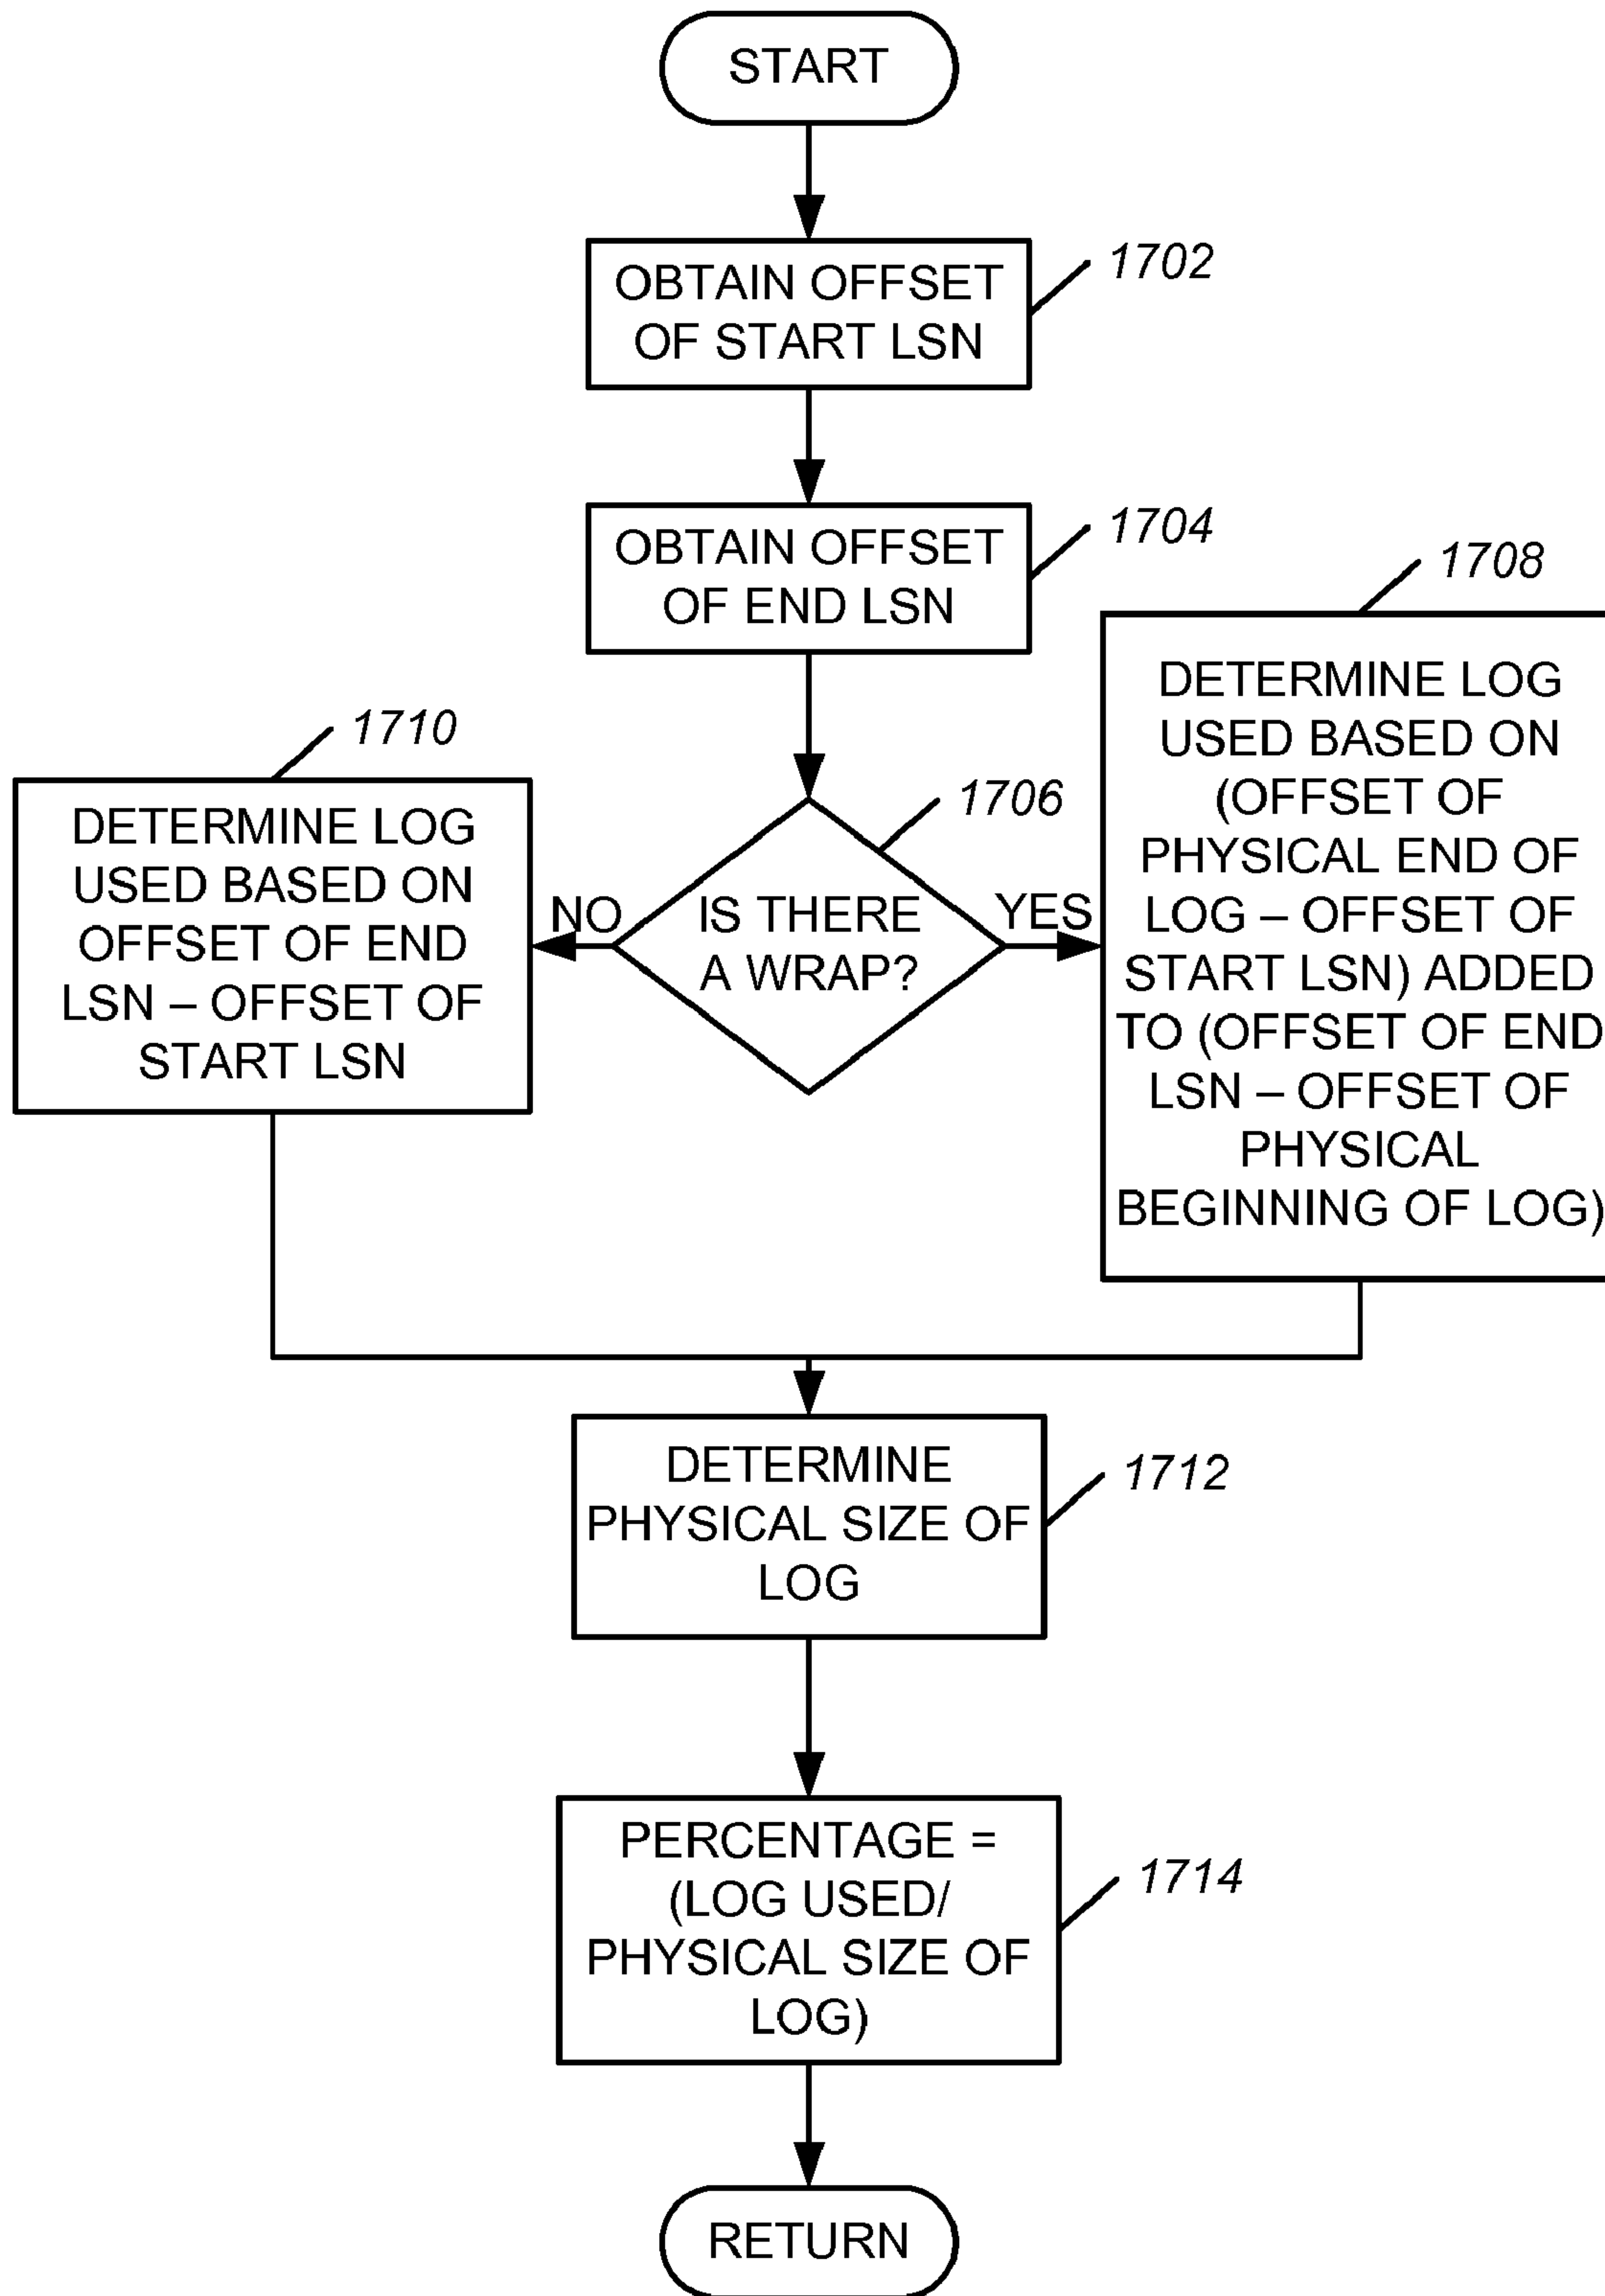 START
1702
OBTAIN OFFSET
OF START LSN
1704
OBTAIN OFFSET
OF END LSN
1706
IS THERE
A WRAP?
NO
YES
1710
DETERMINE LOG
USED BASED ON
OFFSET OF END
LSN – OFFSET OF
START LSN
1708
DETERMINE LOG
USED BASED ON
(OFFSET OF
PHYSICAL END OF
LOG – OFFSET OF
START LSN) ADDED
TO (OFFSET OF END
LSN – OFFSET OF
PHYSICAL
BEGINNING OF LOG)
1712
DETERMINE
PHYSICAL SIZE OF
LOG
1714
PERCENTAGE =
(LOG USED/
PHYSICAL SIZE OF
LOG)
RETURN